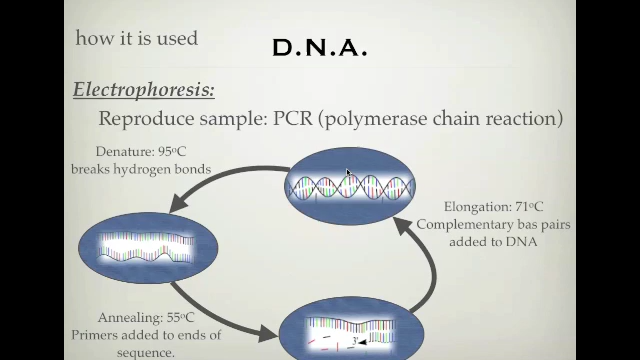 how it is used
D.N.A.
Electrophoresis:
Reproduce sample: PCR (polymerase chain reaction)
Denature: 95ºC
breaks hydrogen bonds
Elongation: 71ºC
Complementary bas pairs
added to DNA
Annealing: 55ºC
Primers added to ends of
sequence.
3'